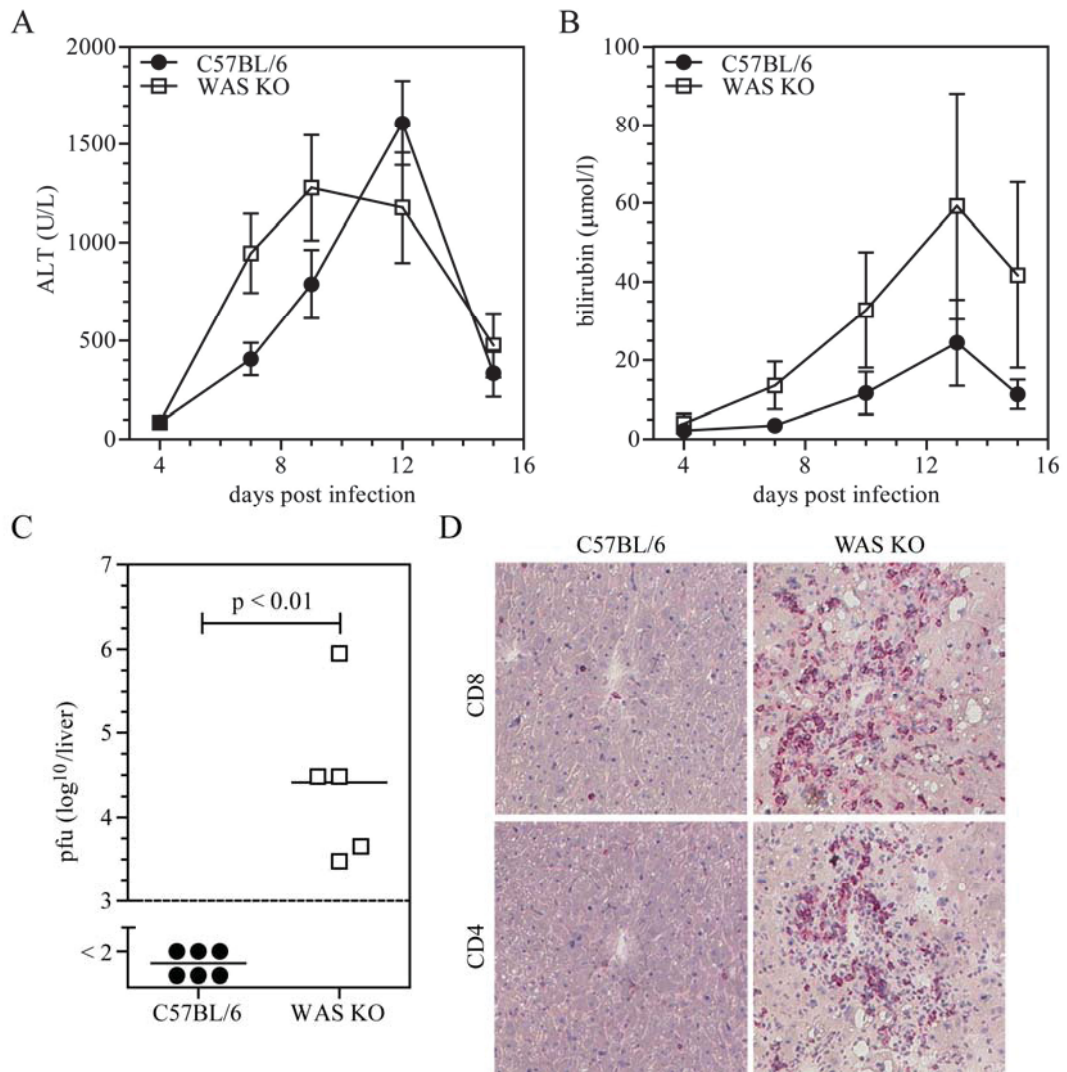 A
2000
1500
1000
500
0
ALT (U/L)
C57BL/6
WAS KO
4 8 12 16
days post infection
B
100
80
60
40
20
0
bilirubin (µmol/l)
C57BL/6
WAS KO
4 8 12 16
days post infection
C
7
6
5
4
3
< 2
pfu (log¹⁰/liver)
p < 0.01
C57BL/6 WAS KO
D
C57BL/6 WAS KO
CD8
CD4